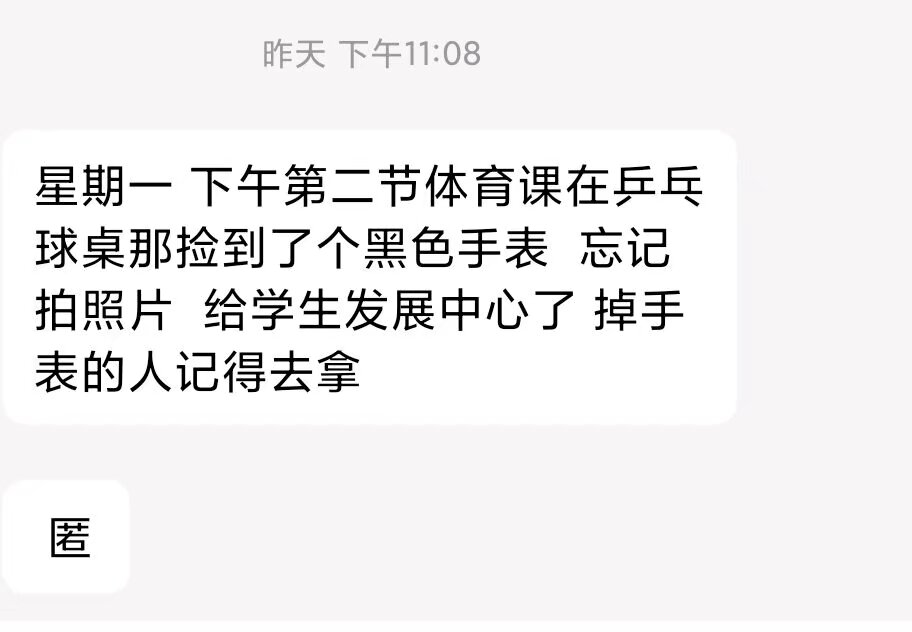 昨天 下午11:08
星期一 下午第二节体育课在乒乓
球桌那捡到了个黑色手表  忘记
拍照片  给学生发展中心了 掉手
表的人记得去拿
匿